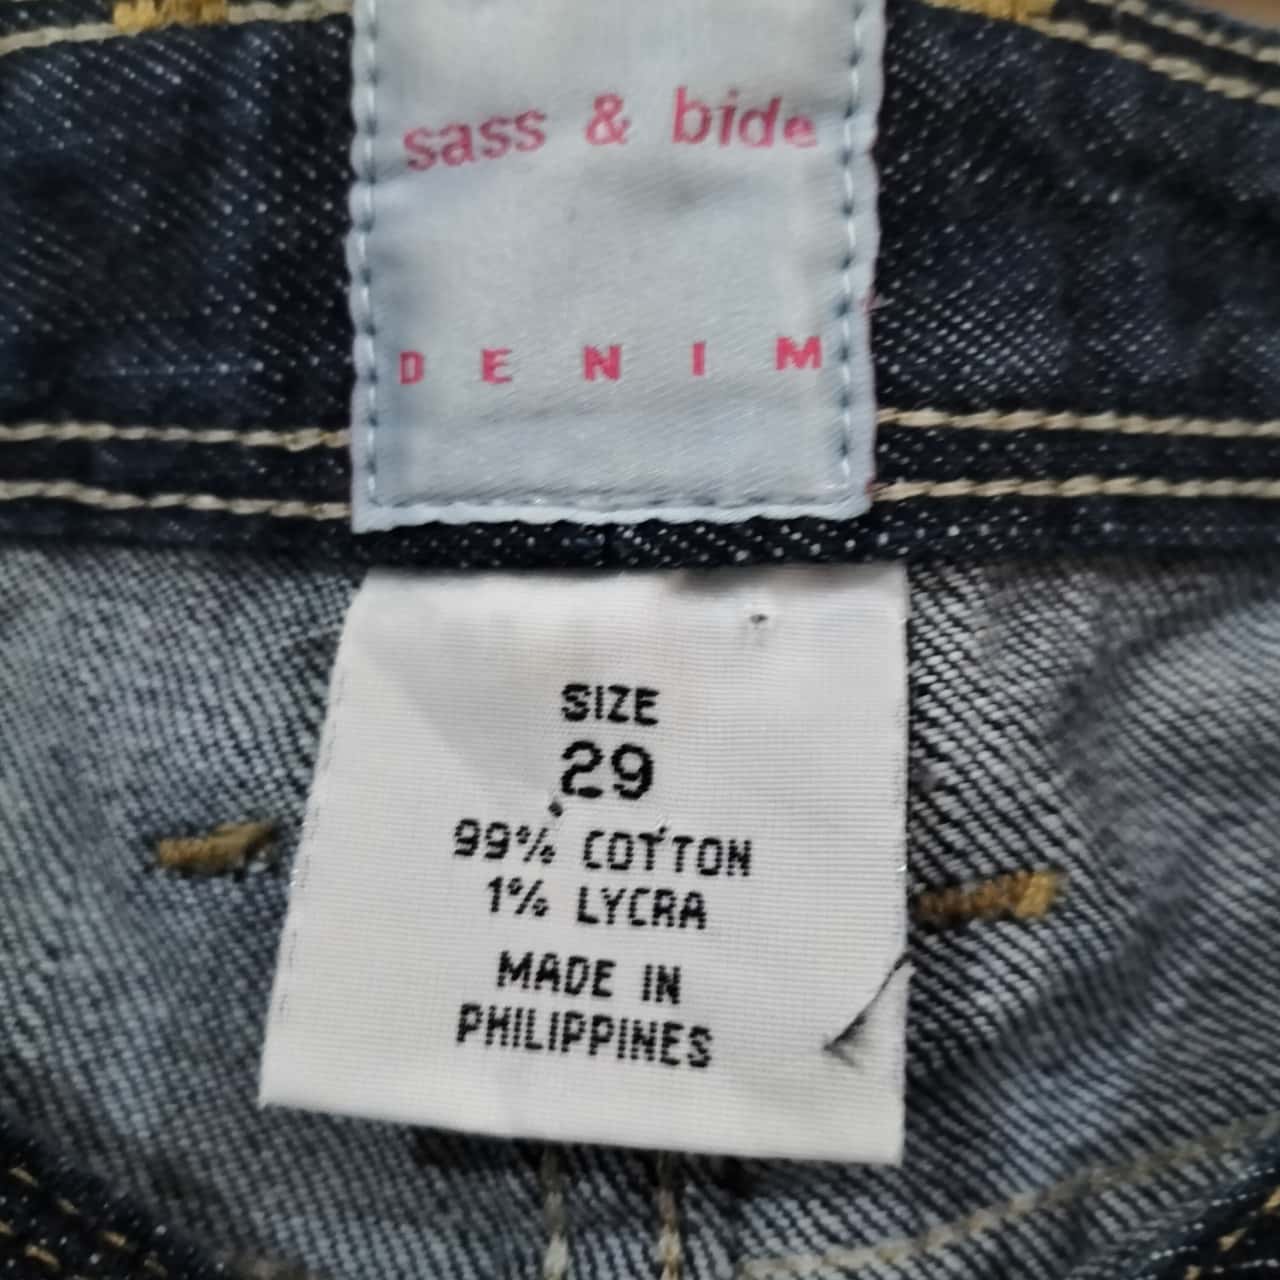 sass & bide
DENIM
SIZE
29
99% COTTON
1% LYCRA
MADE IN
PHILIPPINES